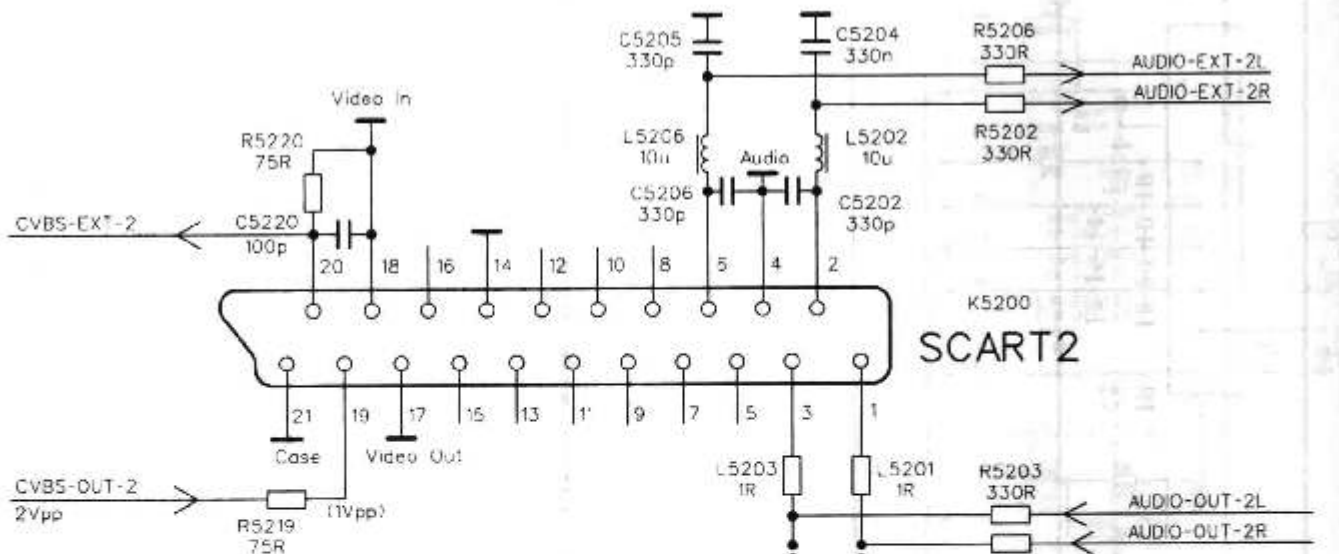 C5205
330p
C5204
330n
R5206
330R
AUDIO-EXT-2L
AUDIO-EXT-2R
Video In
R5220
75R
L5206
10u
Audio
L5202
10u
R5202
330R
CVBS-EXT-2
C5220
100p
C5206
330p
C5202
330p
20 18 16 14 12 10 8 5 4 2
K5200
SCART2
21 19 17 15 13 11 9 7 5 3 1
Case
Video Out
L5203
1R
L5201
1R
R5203
330R
CVBS-OUT-2
2Vpp
(1Vpp)
R5219
75R
AUDIO-OUT-2L
AUDIO-OUT-2R